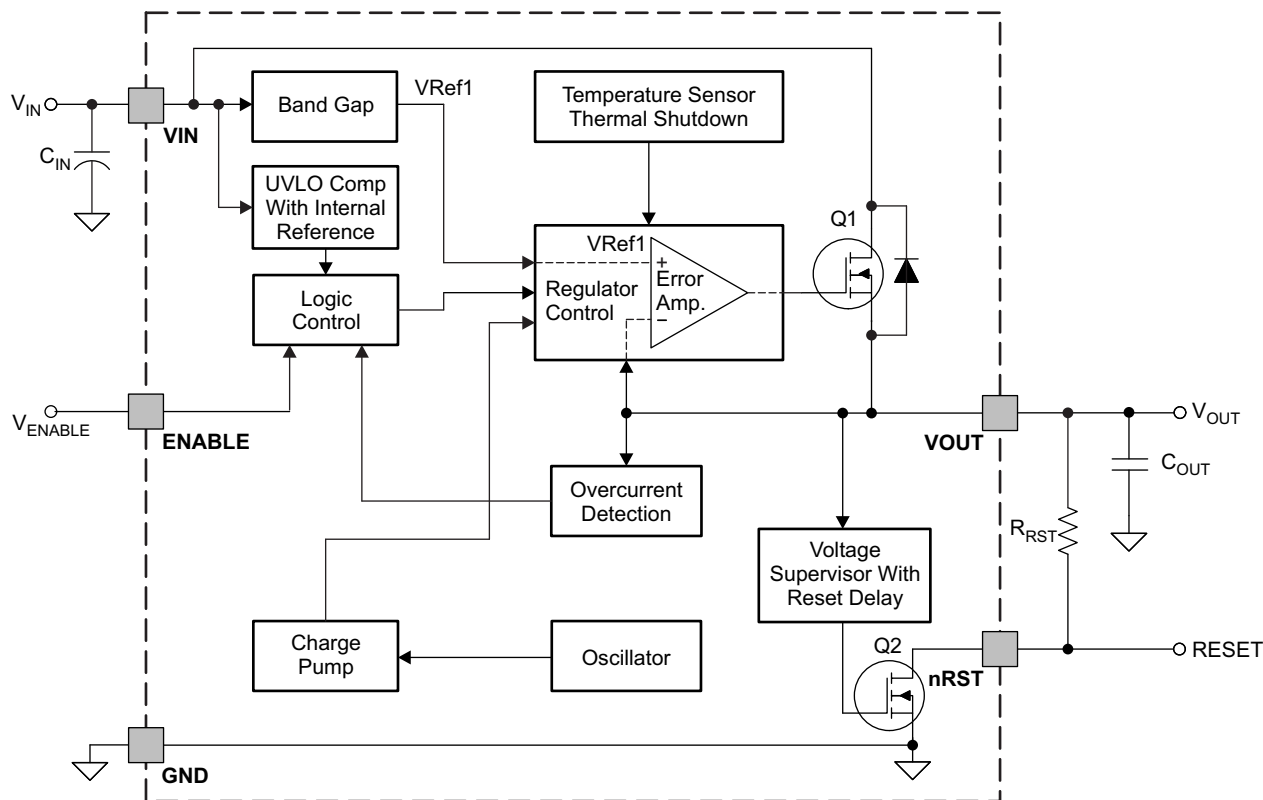 VRef1
Band Gap
Temperature Sensor
Thermal Shutdown
VIN
VIN
CIN
UVLO Comp
With Internal
Reference
Q1
VRef1
+
Error
Amp.
−
Regulator
Control
Logic
Control
VENABLE
ENABLE
VOUT
VOUT
COUT
Overcurrent
Detection
RRST
Voltage
Supervisor With
Reset Delay
Charge
Pump
Oscillator
Q2
nRST
RESET
GND